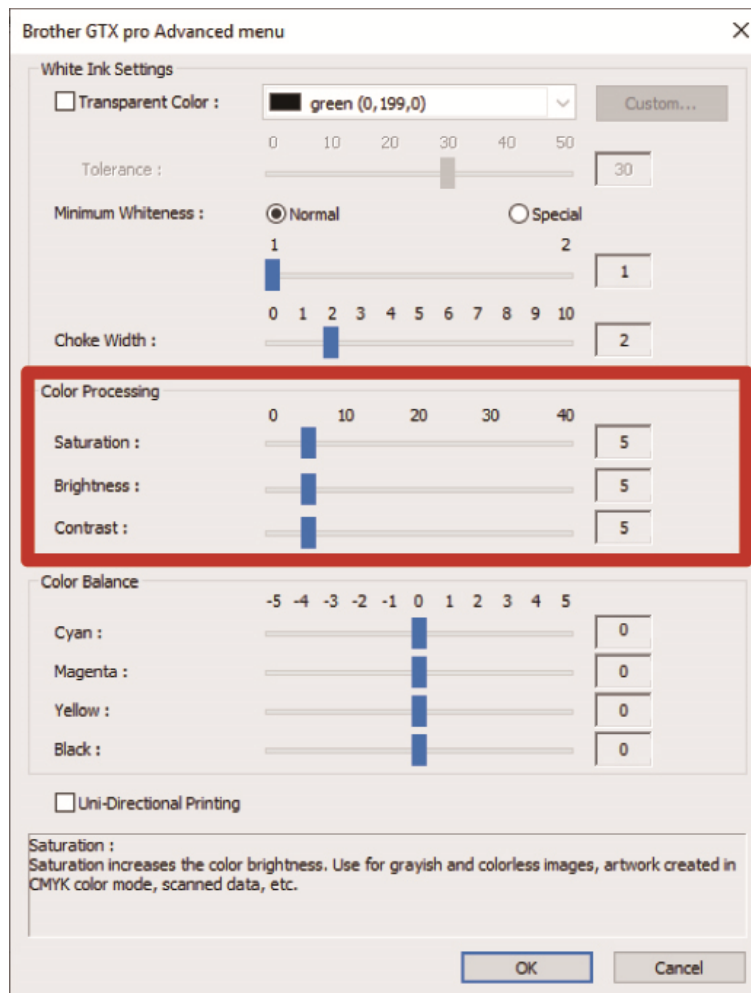 Brother GTX pro Advanced menu
White Ink Settings
Transparent Color : green (0,199,0) Custom...
0 10 20 30 40 50
Tolerance : 30
Minimum Whiteness : Normal Special
1 2
1
0 1 2 3 4 5 6 7 8 9 10
Choke Width : 2
Color Processing
0 10 20 30 40
Saturation : 5
Brightness : 5
Contrast : 5
Color Balance
-5 -4 -3 -2 -1 0 1 2 3 4 5
Cyan : 0
Magenta : 0
Yellow : 0
Black : 0
Uni-Directional Printing
Saturation :
Saturation increases the color brightness. Use for grayish and colorless images, artwork created in
CMYK color mode, scanned data, etc.
OK Cancel